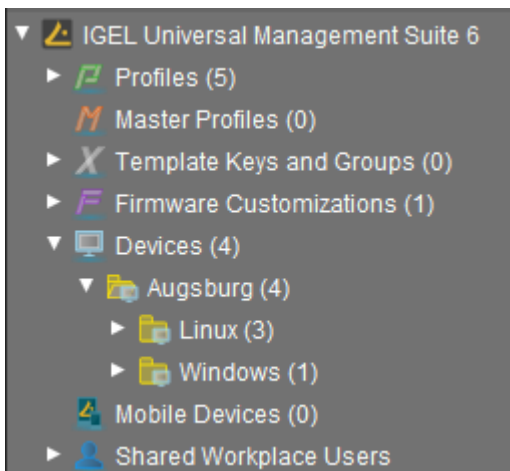 IGEL Universal Management Suite 6
Profiles (5)
Master Profiles (0)
Template Keys and Groups (0)
Firmware Customizations (1)
Devices (4)
Augsburg (4)
Linux (3)
Windows (1)
Mobile Devices (0)
Shared Workplace Users